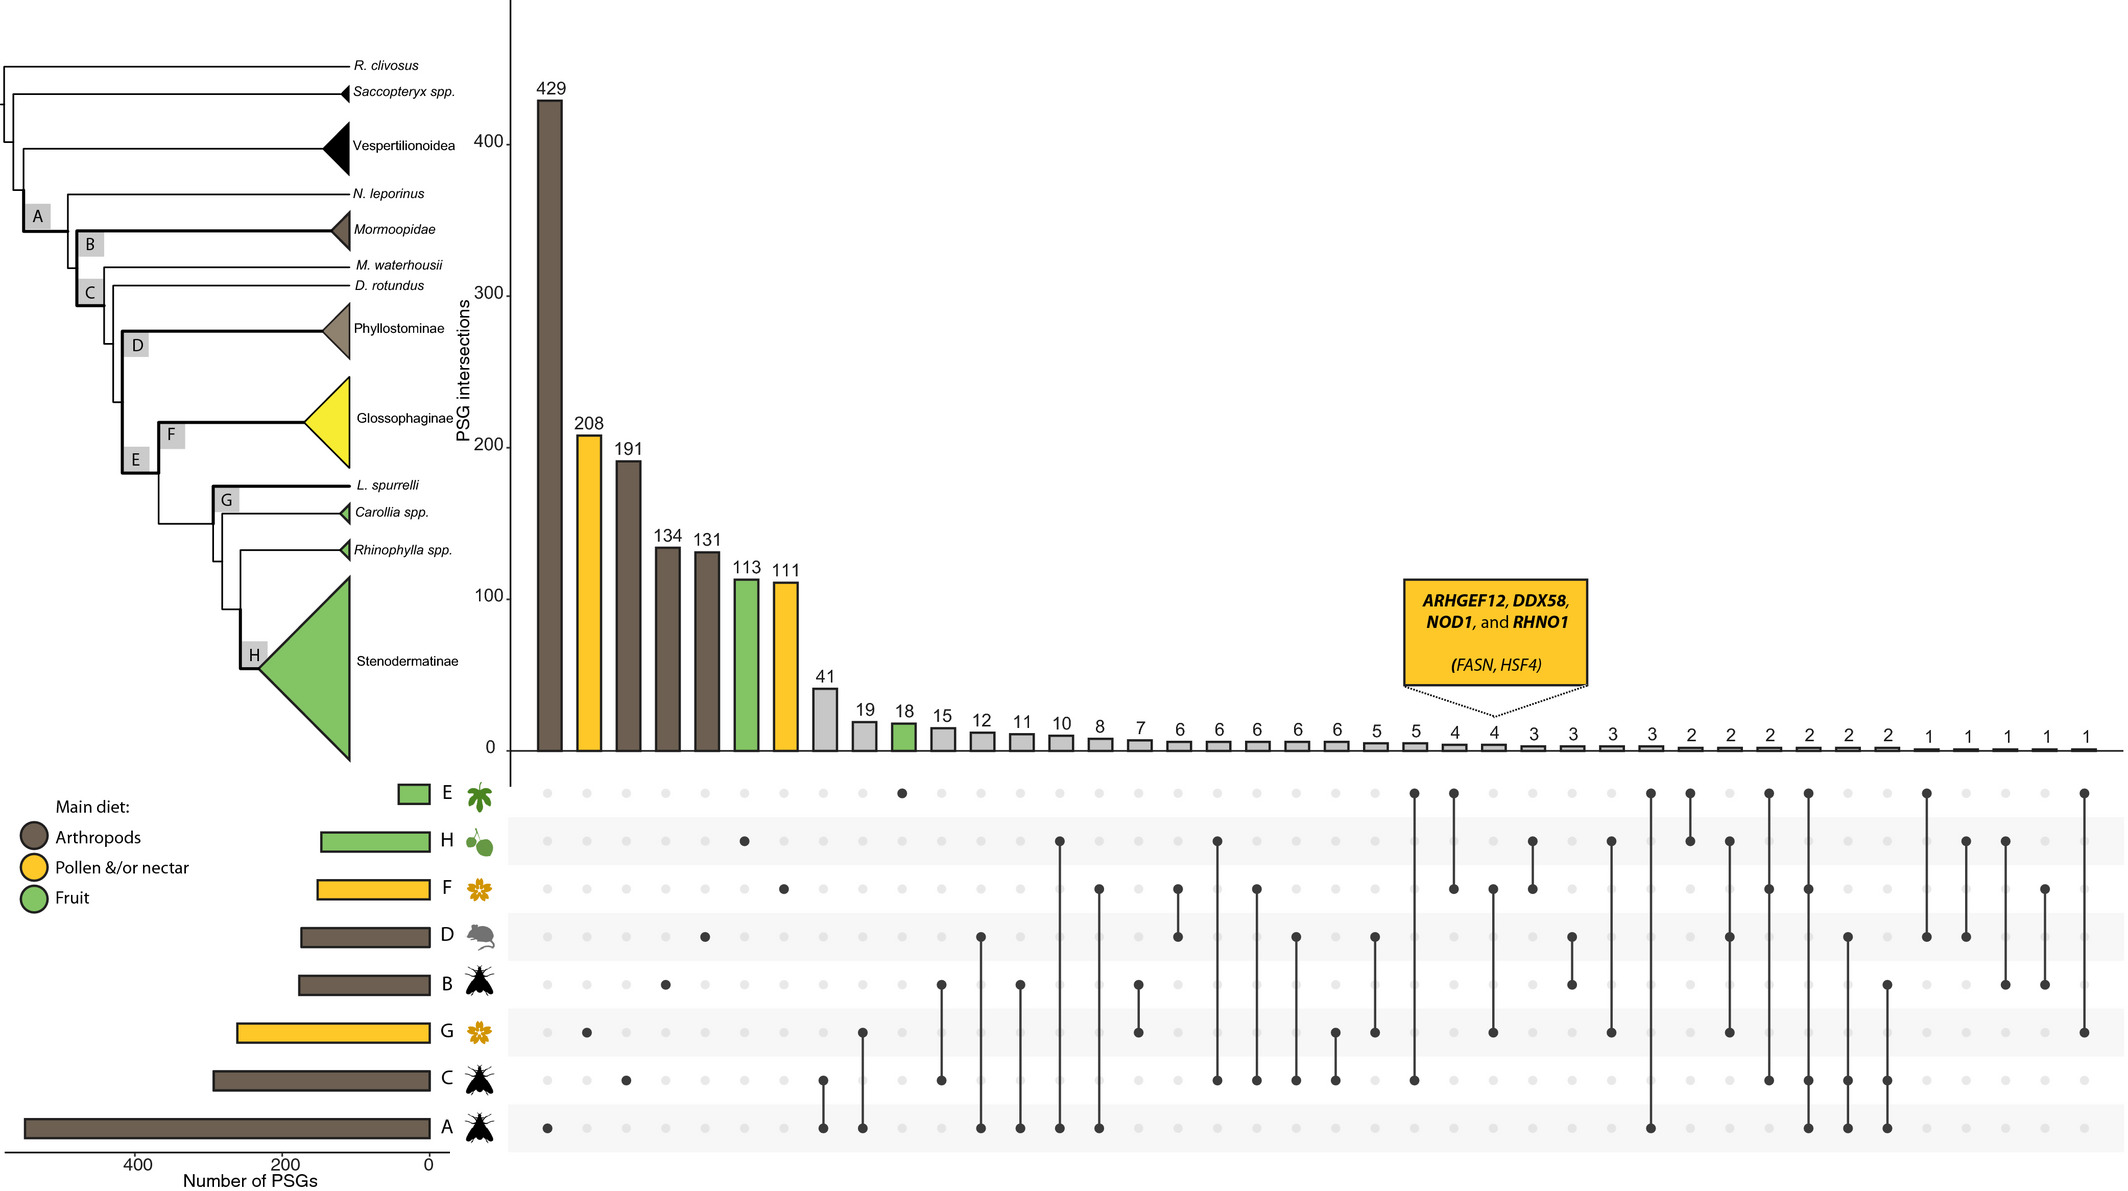 R. clivosus
Saccopteryx spp.
Vespertilionoidea
N. leporinus
A
Mormoopidae
B
M. waterhousii
D. rotundus
C
Phyllostominae
D
Glossophaginae
F
E
L. spurrelli
G
Carollia spp.
Rhinophylla spp.
H
Stenodermatinae
PSG intersections
400
300
200
100
0
429
208
191
134
131
113
111
41
19
18
15
12
11
10
8
7
6
6
6
6
6
5
5
4
4
3
3
3
3
2
2
2
2
2
2
1
1
1
1
1
ARHGEF12, DDX58,
NOD1, and RHNO1
(FASN, HSF4)
Main diet:
Arthropods
Pollen &/or nectar
Fruit
E
H
F
D
B
G
C
A
400 200 0
Number of PSGs